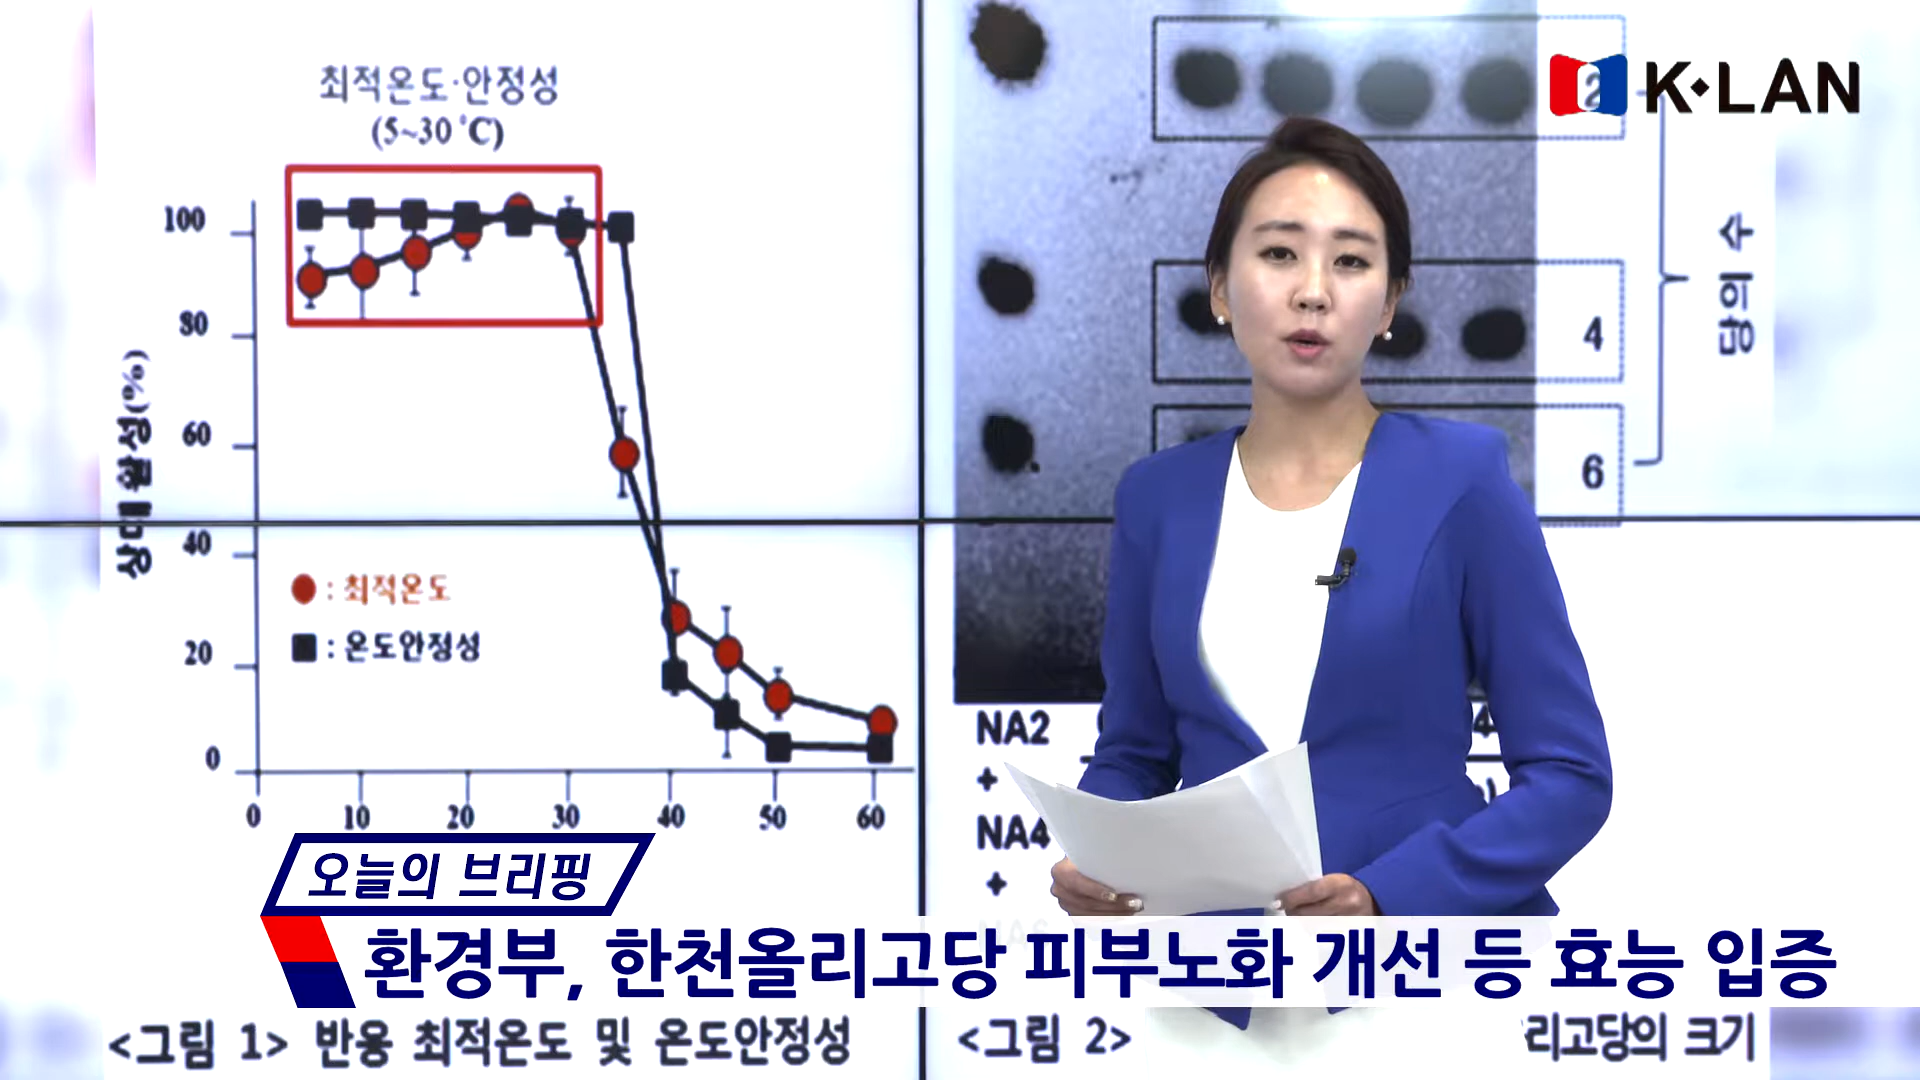 최적온도·안정성
(5~30 ˚C)
K·LAN
상대활성(%)
100
80
60
40
20
0
: 최적온도
: 온도안정성
0 10 20 30 40 50 60
2
4
6
당의 수
NA2
+
NA4
+
오늘의 브리핑
환경부, 한천올리고당 피부노화 개선 등 효능 입증
<그림 1> 반응 최적온도 및 온도안정성
<그림 2> 리고당의 크기